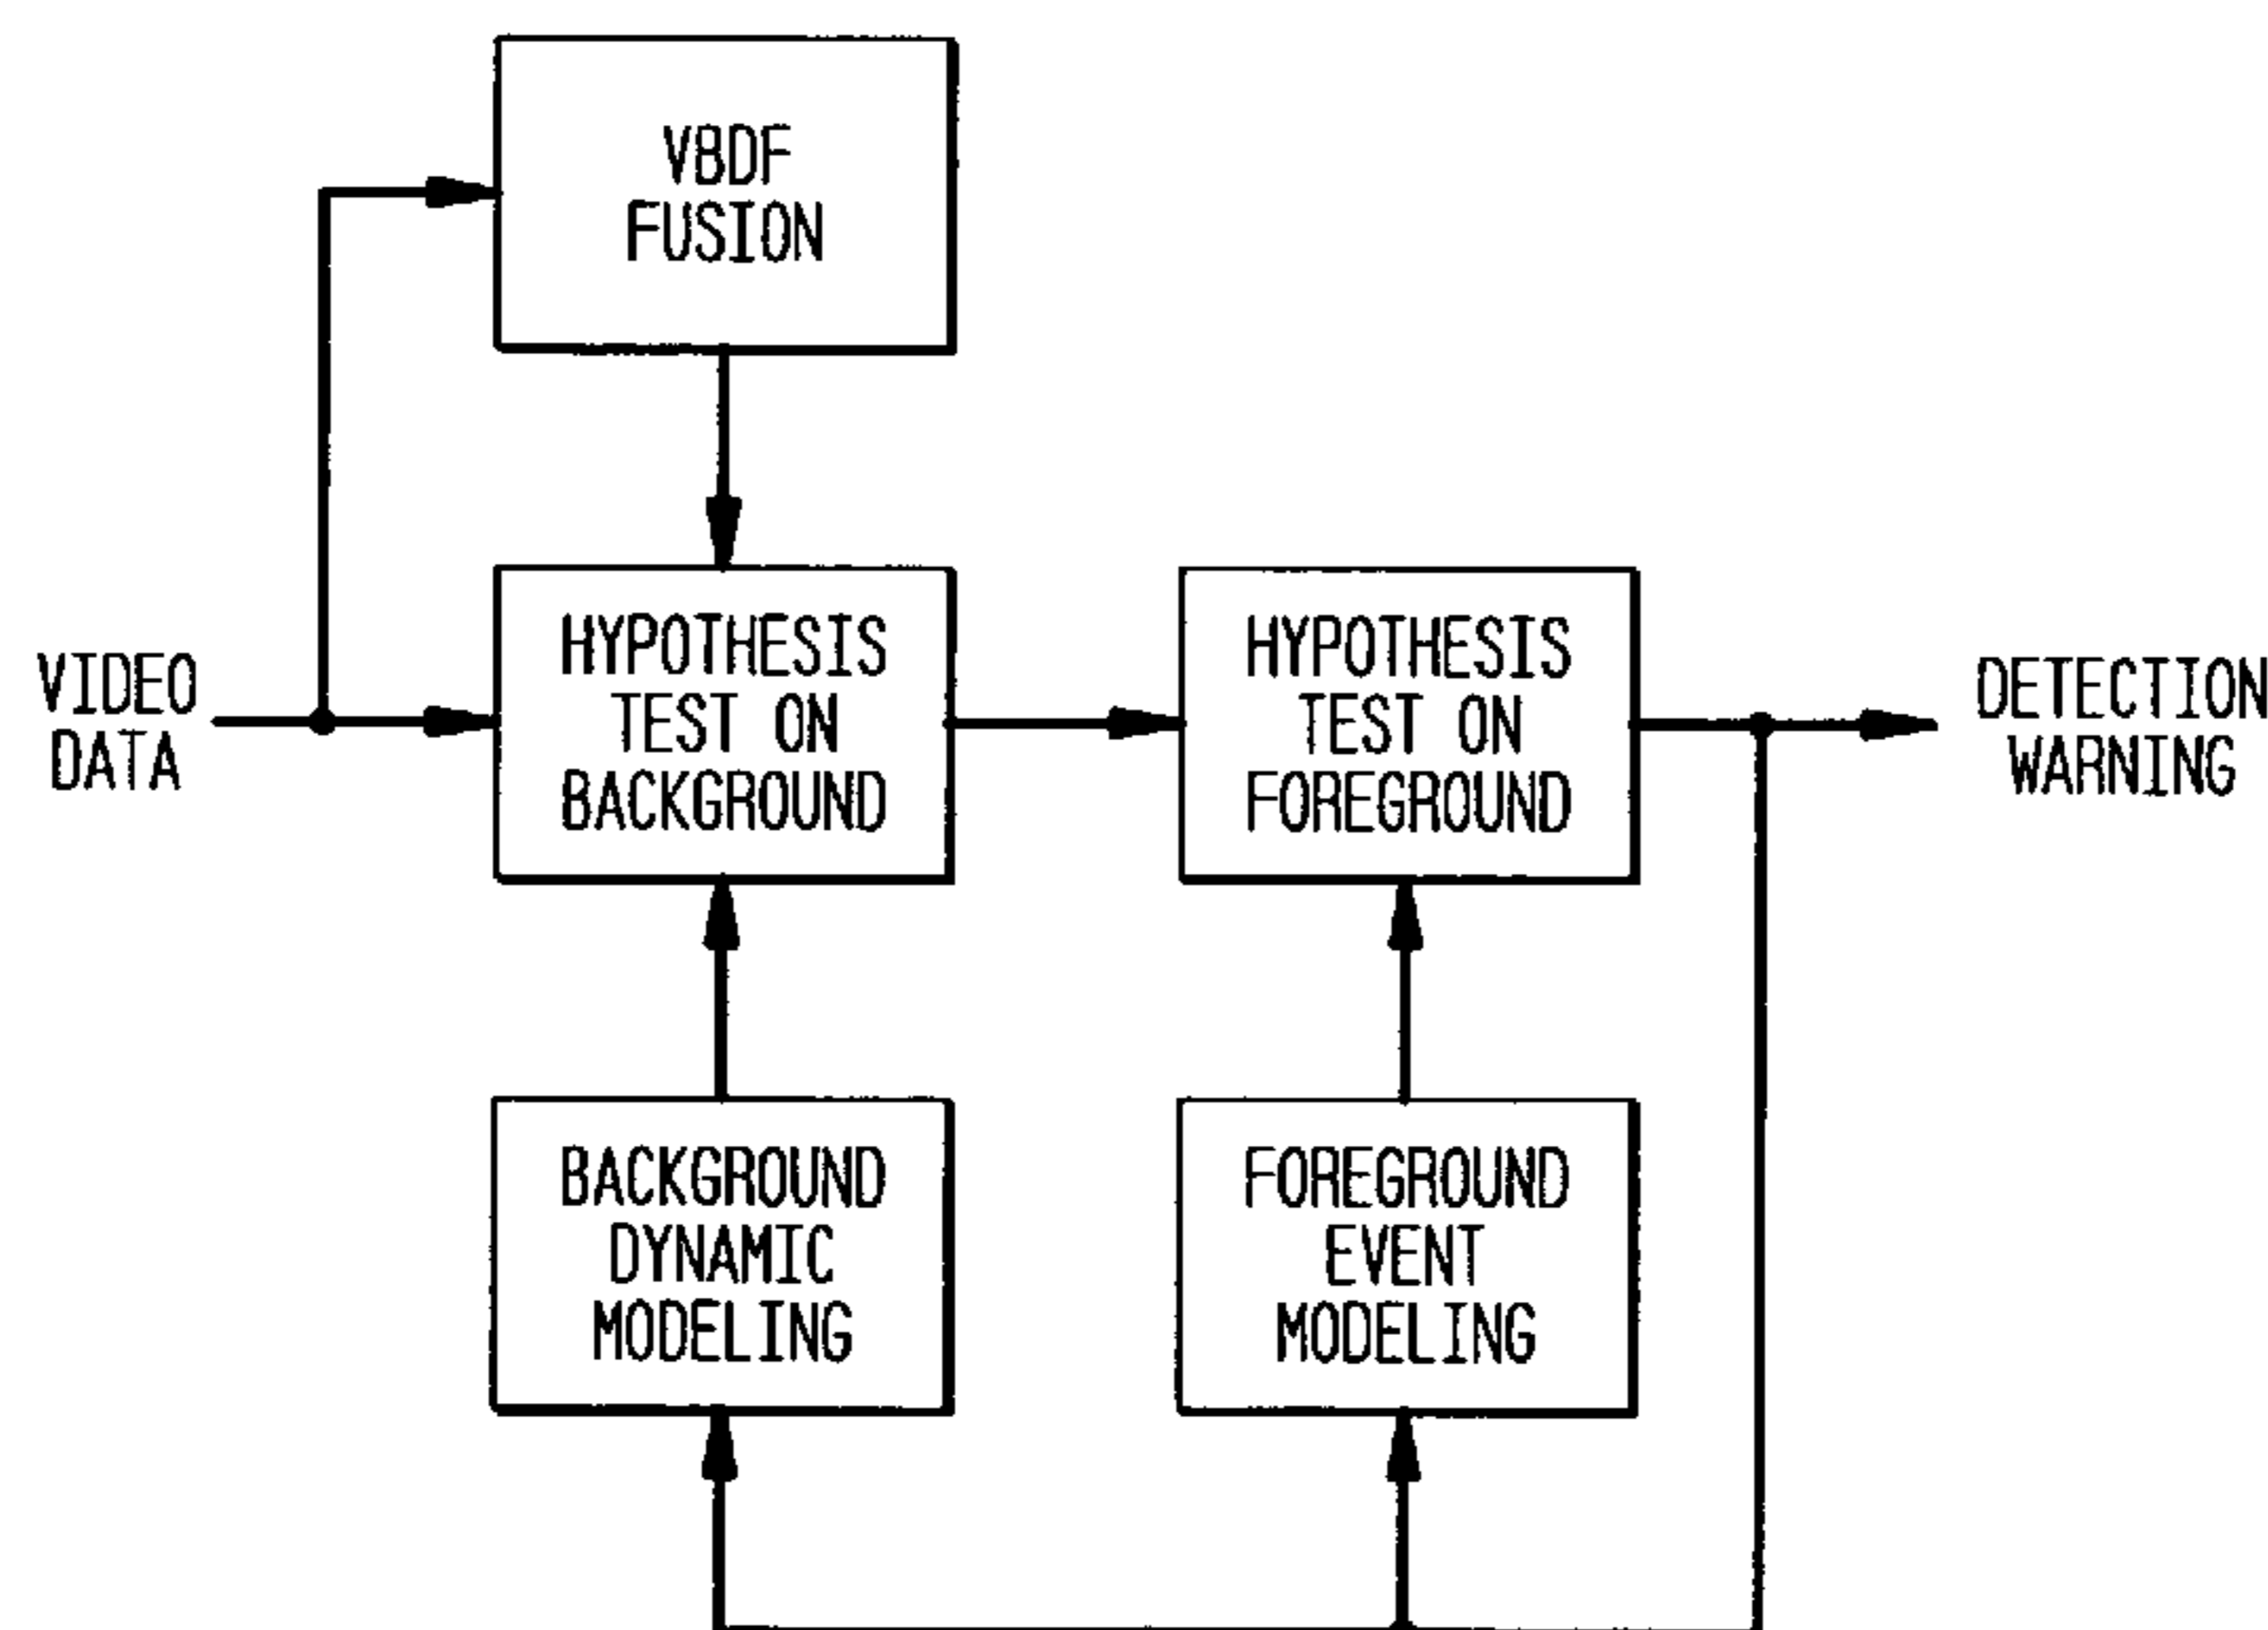 VBDF
FUSION
VIDEO
DATA
HYPOTHESIS
TEST ON
BACKGROUND
HYPOTHESIS
TEST ON
FOREGROUND
DETECTION
WARNING
BACKGROUND
DYNAMIC
MODELING
FOREGROUND
EVENT
MODELING